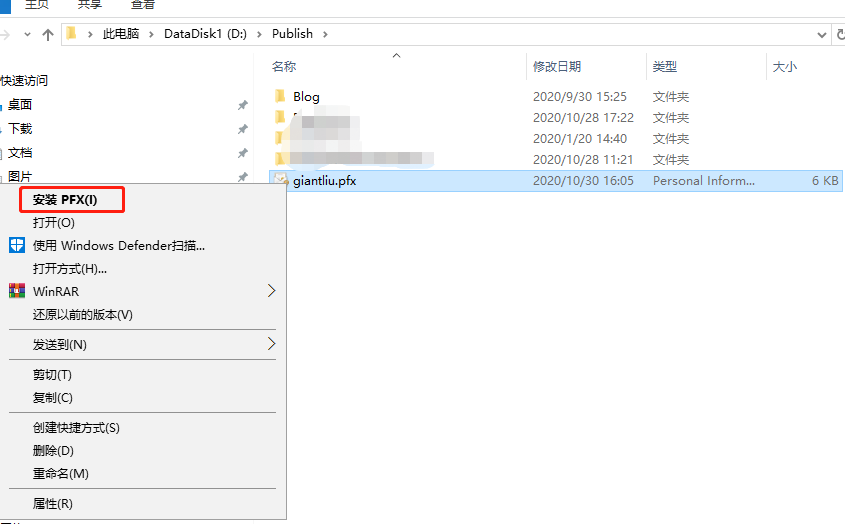 主页 共享 查看
此电脑 DataDisk1 (D:) Publish
名称 修改日期 类型 大小
快速访问
桌面
下载
文档
图片
Blog 2020/9/30 15:25 文件夹
2020/10/28 17:22 文件夹
2020/1/20 14:40 文件夹
2020/10/28 11:21 文件夹
giantliu.pfx 2020/10/30 16:05 Personal Inform... 6 KB
安装 PFX(I)
打开(O)
使用 Windows Defender扫描...
打开方式(H)...
WinRAR
还原以前的版本(V)
发送到(N)
剪切(T)
复制(C)
创建快捷方式(S)
删除(D)
重命名(M)
属性(R)